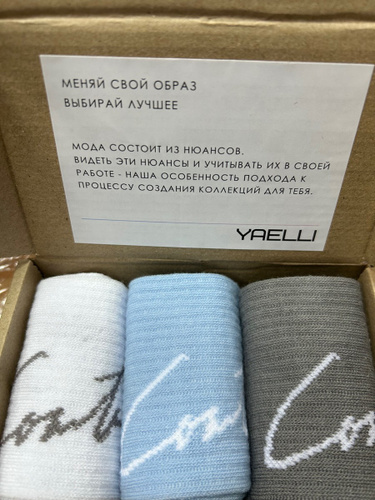 МЕНЯЙ СВОЙ ОБРАЗ
ВЫБИРАЙ ЛУЧШЕЕ
МОДА СОСТОИТ ИЗ НЮАНСОВ.
ВИДЕТЬ ЭТИ НЮАНСЫ И УЧИТЫВАТЬ ИХ В СВОЕЙ
РАБОТЕ - НАША ОСОБЕННОСТЬ ПОДХОДА К
ПРОЦЕССУ СОЗДАНИЯ КОЛЛЕКЦИЙ ДЛЯ ТЕБЯ.
YAELLI